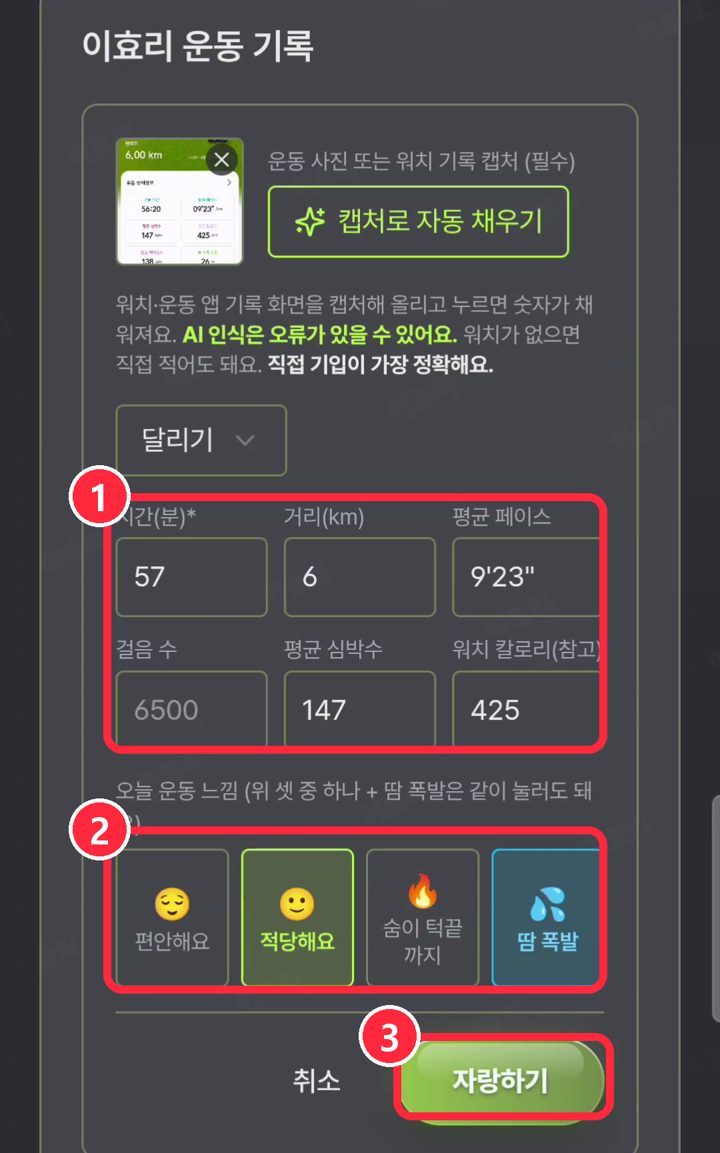 이효리 운동 기록
달리기
6,00 km
56:20
09'23"
147
425
138
26
운동 사진 또는 워치 기록 캡처 (필수)
캡처로 자동 채우기
워치·운동 앱 기록 화면을 캡처해 올리고 누르면 숫자가 채
워져요. AI 인식은 오류가 있을 수 있어요. 워치가 없으면
직접 적어도 돼요. 직접 기입이 가장 정확해요.
달리기
1
시간(분)* 거리(km) 평균 페이스
57 6 9'23"
걸음 수 평균 심박수 워치 칼로리(참고)
6500 147 425
오늘 운동 느낌 (위 셋 중 하나 + 땀 폭발은 같이 눌러도 돼
2
편안해요
적당해요
숨이 턱끝
까지
땀 폭발
3
취소 자랑하기